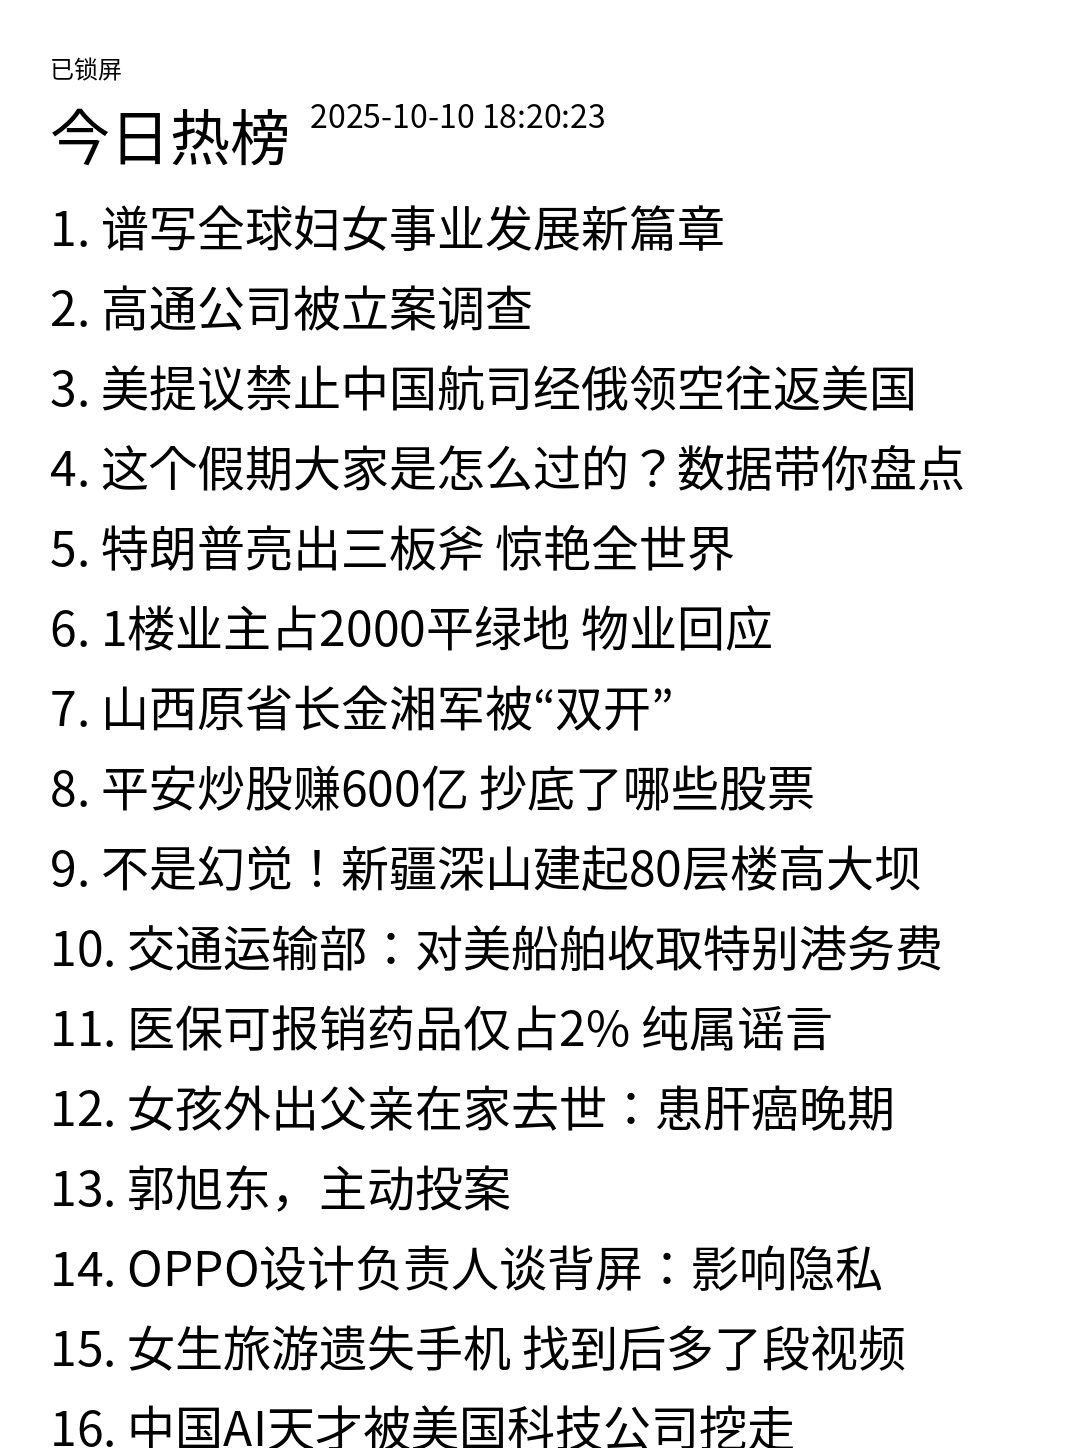 已锁屏
今日热榜 2025-10-10 18:20:23
1. 谱写全球妇女事业发展新篇章
2. 高通公司被立案调查
3. 美提议禁止中国航司经俄领空往返美国
4. 这个假期大家是怎么过的？数据带你盘点
5. 特朗普亮出三板斧 惊艳全世界
6. 1楼业主占2000平绿地 物业回应
7. 山西原省长金湘军被“双开”
8. 平安炒股赚600亿 抄底了哪些股票
9. 不是幻觉！新疆深山建起80层楼高大坝
10. 交通运输部：对美船舶收取特别港务费
11. 医保可报销药品仅占2% 纯属谣言
12. 女孩外出父亲在家去世：患肝癌晚期
13. 郭旭东，主动投案
14. OPPO设计负责人谈背屏：影响隐私
15. 女生旅游遗失手机 找到后多了段视频
16. 中国AI天才被美国科技公司挖走